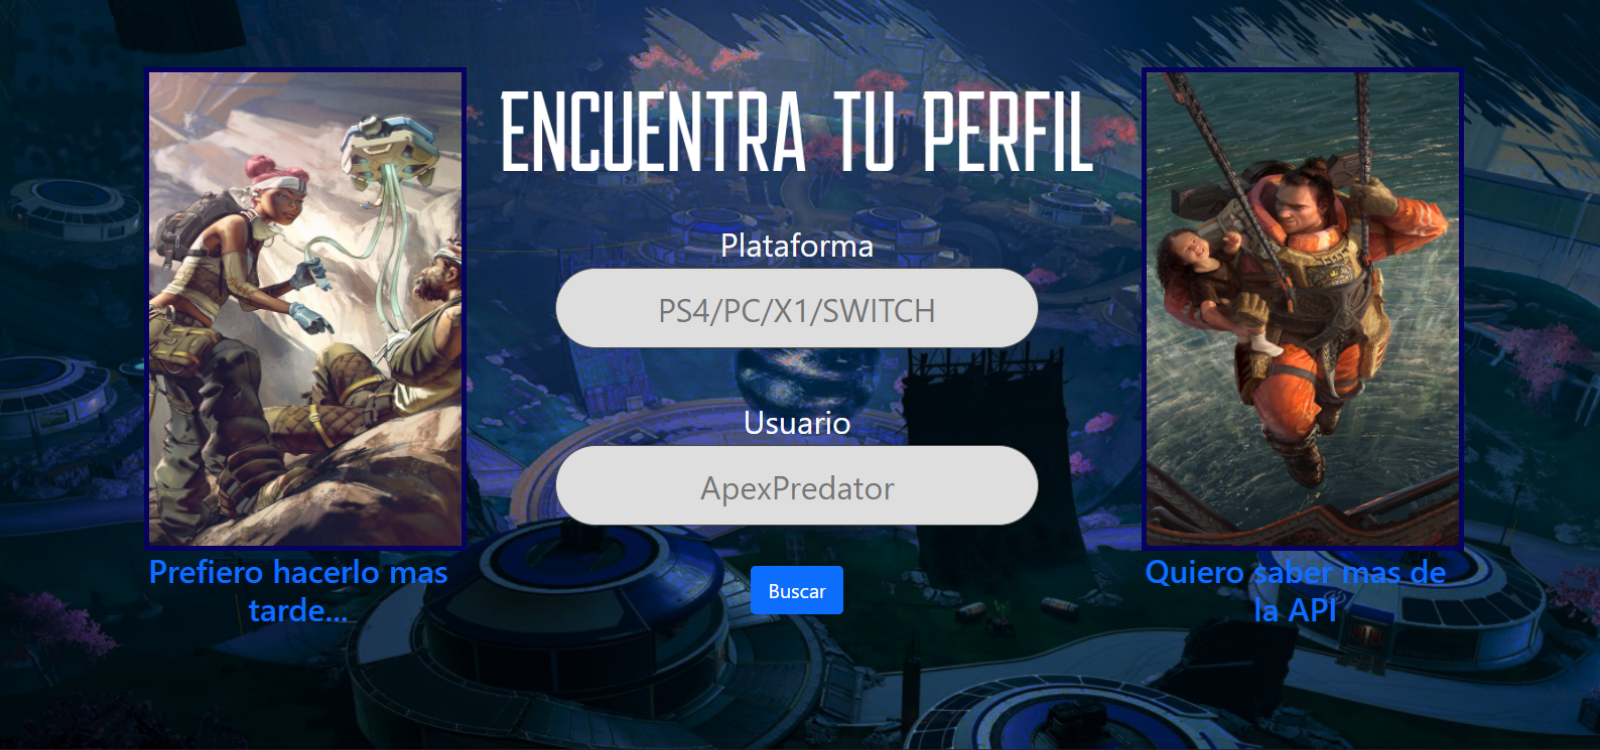 ENCUENTRA TU PERFIL
Plataforma
PS4/PC/X1/SWITCH
Usuario
ApexPredator
Buscar
Prefiero hacerlo mas
tarde...
Quiero saber mas de
la API